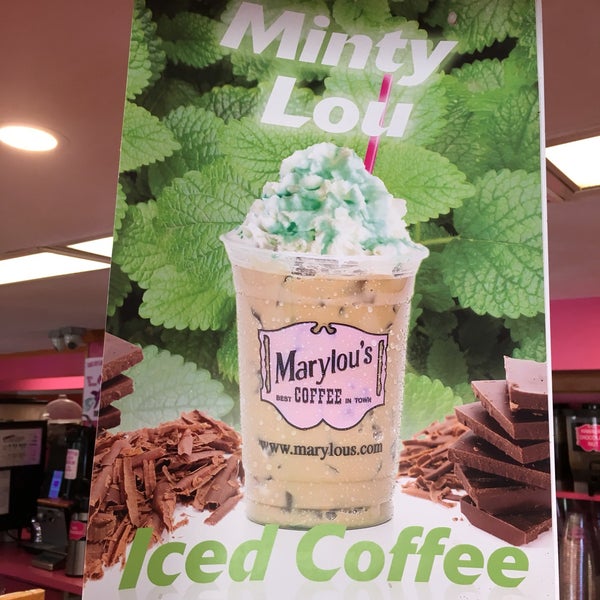 Minty
Lou
Marylou's
BEST COFFEE IN TOWN
www.marylous.com
Iced Coffee